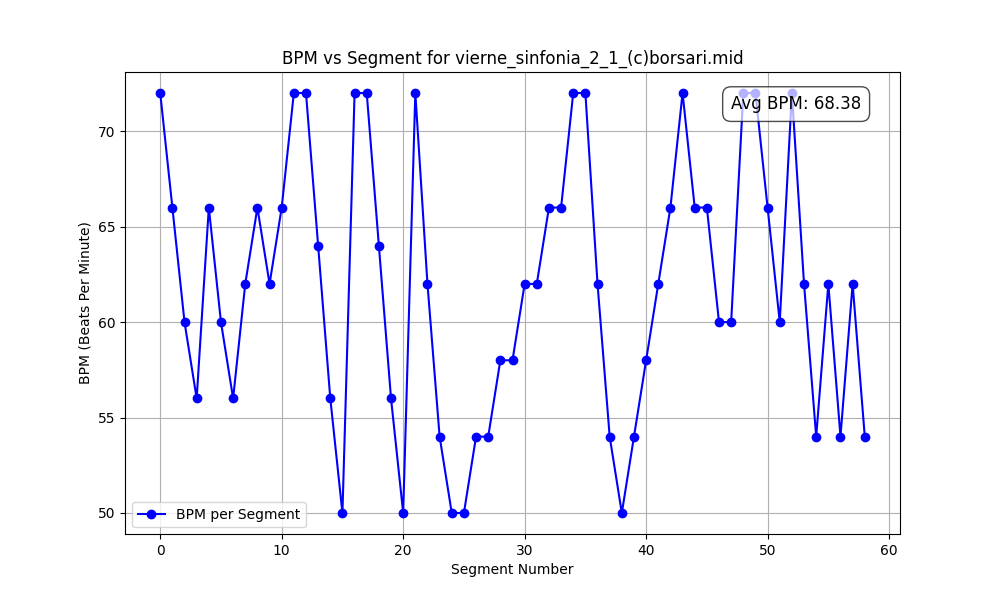 BPM vs Segment for vierne_sinfonia_2_1_(c)borsari.mid
Avg BPM: 68.38
BPM (Beats Per Minute)
70
65
60
55
50
BPM per Segment
0 10 20 30 40 50 60
Segment Number